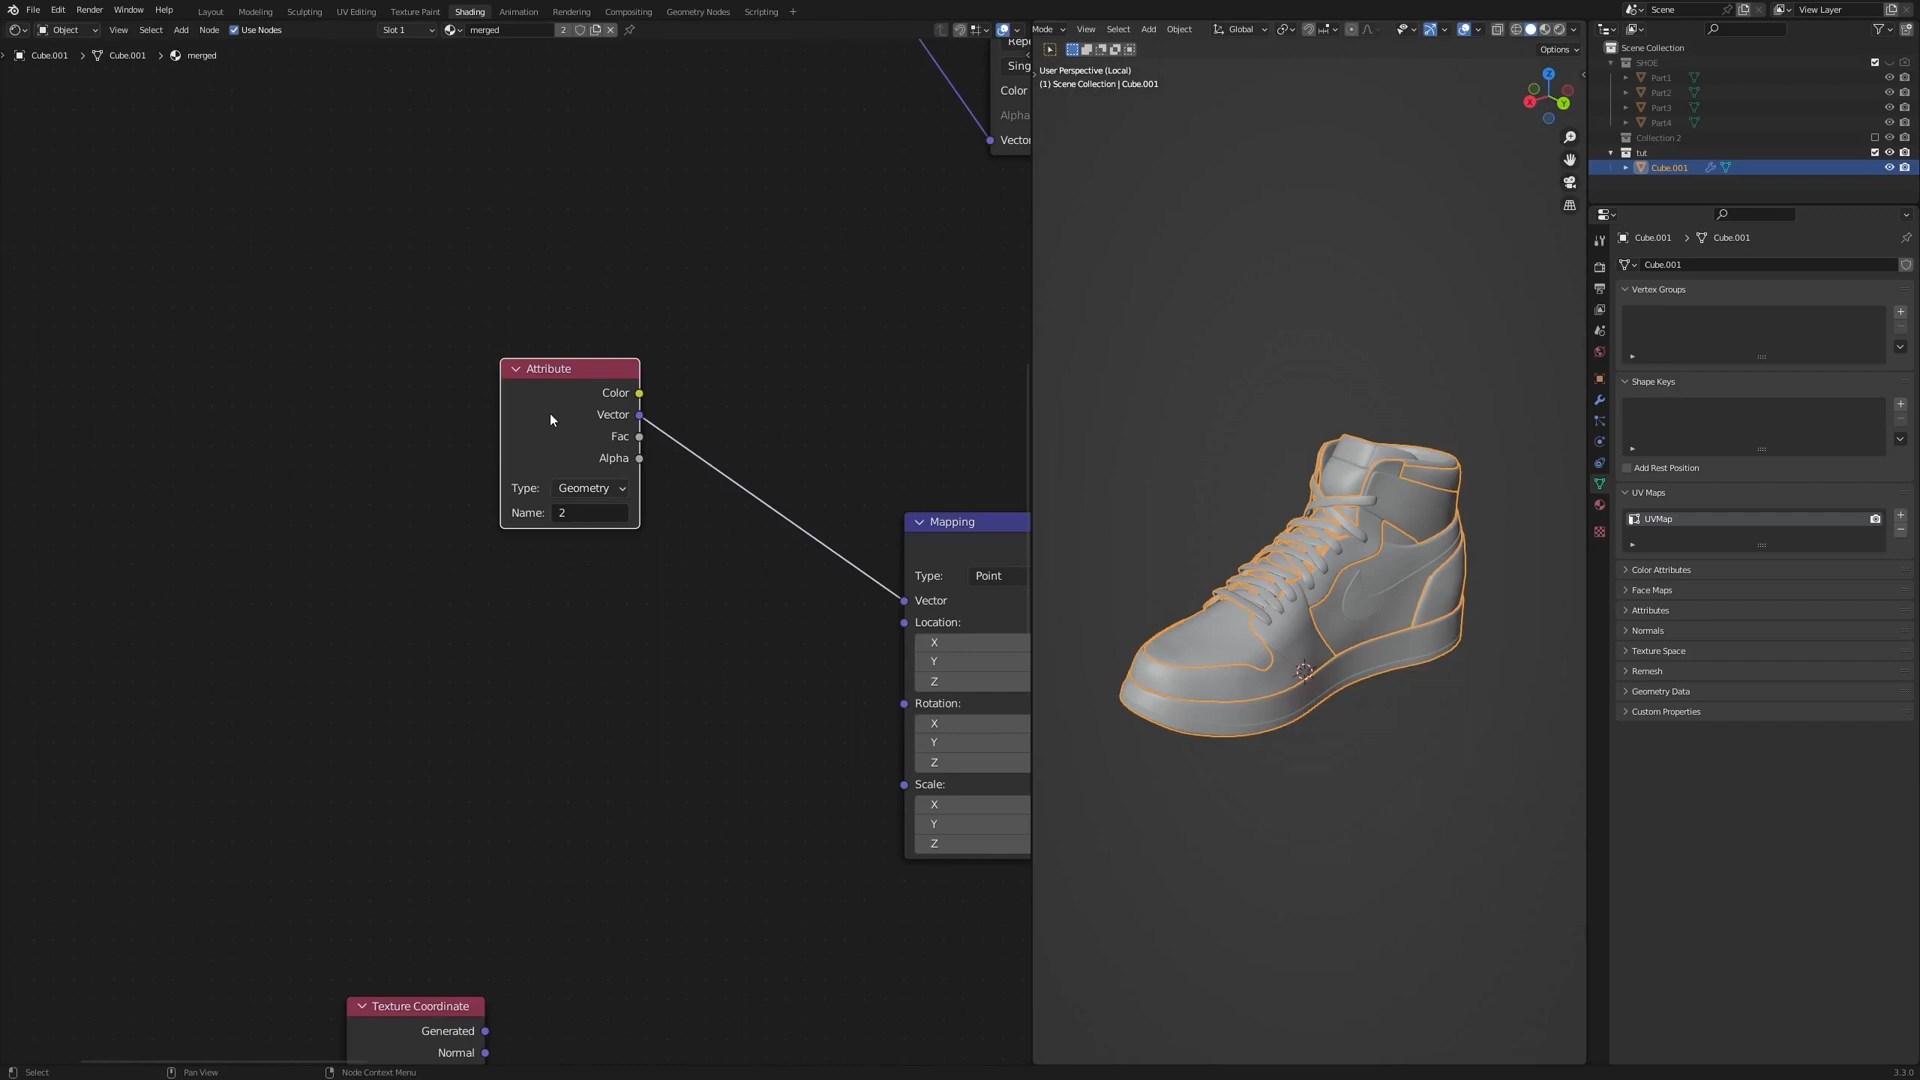 File Edit Render Window Help Layout Modeling Sculpting UV Editing Texture Paint Shading Animation Rendering Compositing Geometry Nodes Scripting + Scene View Layer
Object View Select Add Node Use Nodes Slot 1 merged 2
Mode View Select Add Object Global
Cube.001 > Cube.001 > merged
Options
User Perspective (Local)
(1) Scene Collection | Cube.001
Z
X
Y
Repe
Sing
Color
Alpha
Vector
Attribute
Color
Vector
Fac
Alpha
Type: Geometry
Name: 2
Mapping
Type: Point
Vector
Location:
X
Y
Z
Rotation:
X
Y
Z
Scale:
X
Y
Z
Texture Coordinate
Generated
Normal
Scene Collection
SHOE
Part1
Part2
Part3
Part4
Collection 2
tut
Cube.001
Cube.001 > Cube.001
Cube.001
Vertex Groups
Shape Keys
Add Rest Position
UV Maps
UVMap
Color Attributes
Face Maps
Attributes
Normals
Texture Space
Remesh
Geometry Data
Custom Properties
Select Pan View Node Context Menu 3.3.0